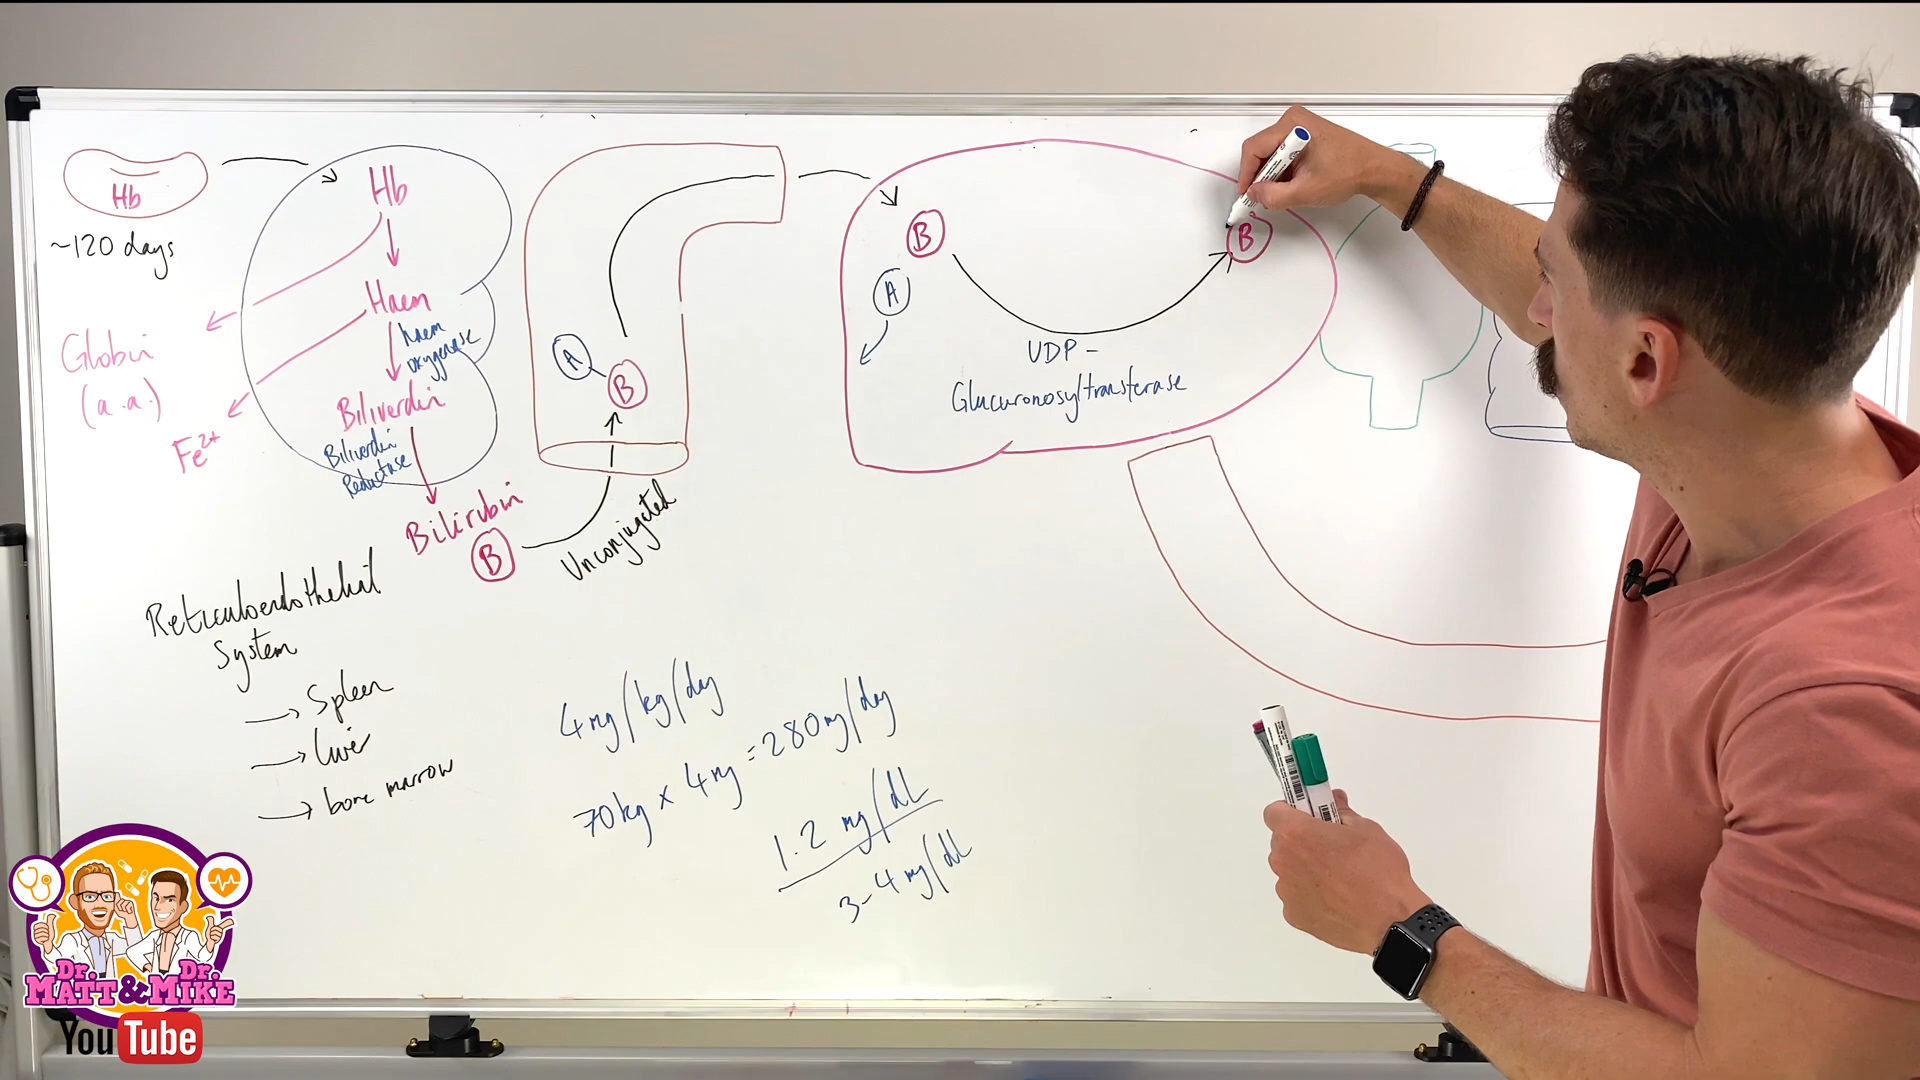 Hb
~120 days
Globin
(a.a.)
Fe2+
Hb
Haem
haem
oxygenase
Biliverdin
Biliverdin
Reductase
Bilirubin
B
Unconjugated
A
B
B
A
UDP-
Glucuronosyltransferase
B
Reticuloendothelial
System
→ Spleen
→ liver
→ bone marrow
4mg/kg/day
70kg x 4mg = 280mg/day
1.2 mg/dL
3-4mg/dL
Dr. Dr.
MATT & MIKE
YouTube